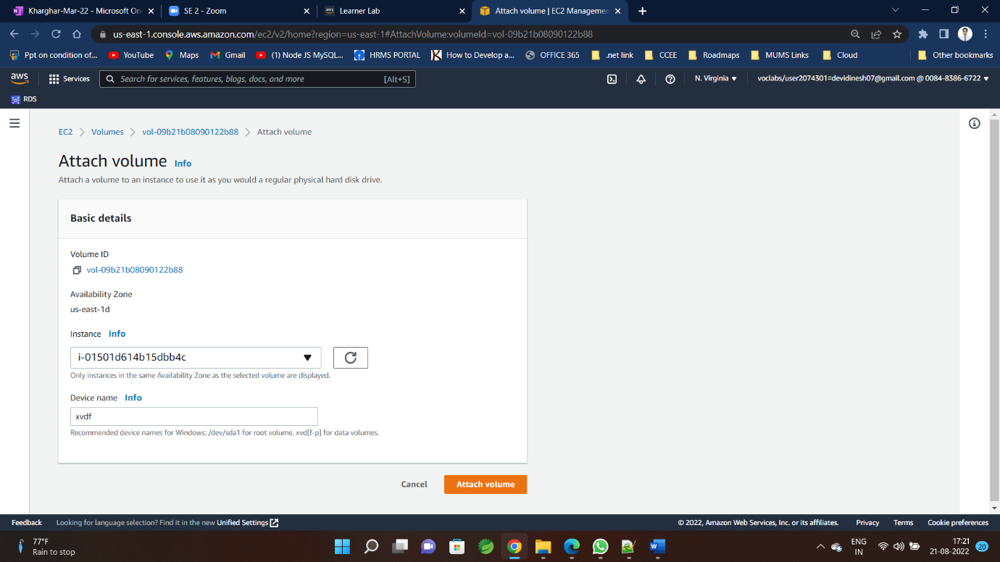 Kharghar-Mar-22 - Microsoft On
SE 2 - Zoom
aws Learner Lab
Attach volume | EC2 Managemen
us-east-1.console.aws.amazon.com/ec2/v2/home?region=us-east-1#AttachVolume:volumeId=vol-09b21b08090122b88
Ppt on condition of... YouTube Maps Gmail (1) Node JS MySQL... HRMS PORTAL How to Develop a... OFFICE 365 .net link CCEE Roadmaps MUMS Links Cloud Other bookmarks
aws Services Search for services, features, blogs, docs, and more [Alt+S] N. Virginia voclabs/user2074301=devidinesh07@gmail.com @ 0084-8386-6722
RDS
EC2 Volumes vol-09b21b08090122b88 Attach volume
Attach volume Info
Attach a volume to an instance to use it as you would a regular physical hard disk drive.
Basic details
Volume ID
vol-09b21b08090122b88
Availability Zone
us-east-1d
Instance Info
i-01501d614b15dbb4c
Only instances in the same Availability Zone as the selected volume are displayed.
Device name Info
xvdf
Recommended device names for Windows: /dev/sda1 for root volume. xvd[f-p] for data volumes.
Cancel Attach volume
Feedback Looking for language selection? Find it in the new Unified Settings © 2022, Amazon Web Services, Inc. or its affiliates. Privacy Terms Cookie preferences
77°F
Rain to stop
ENG
IN
17:21
21-08-2022
20